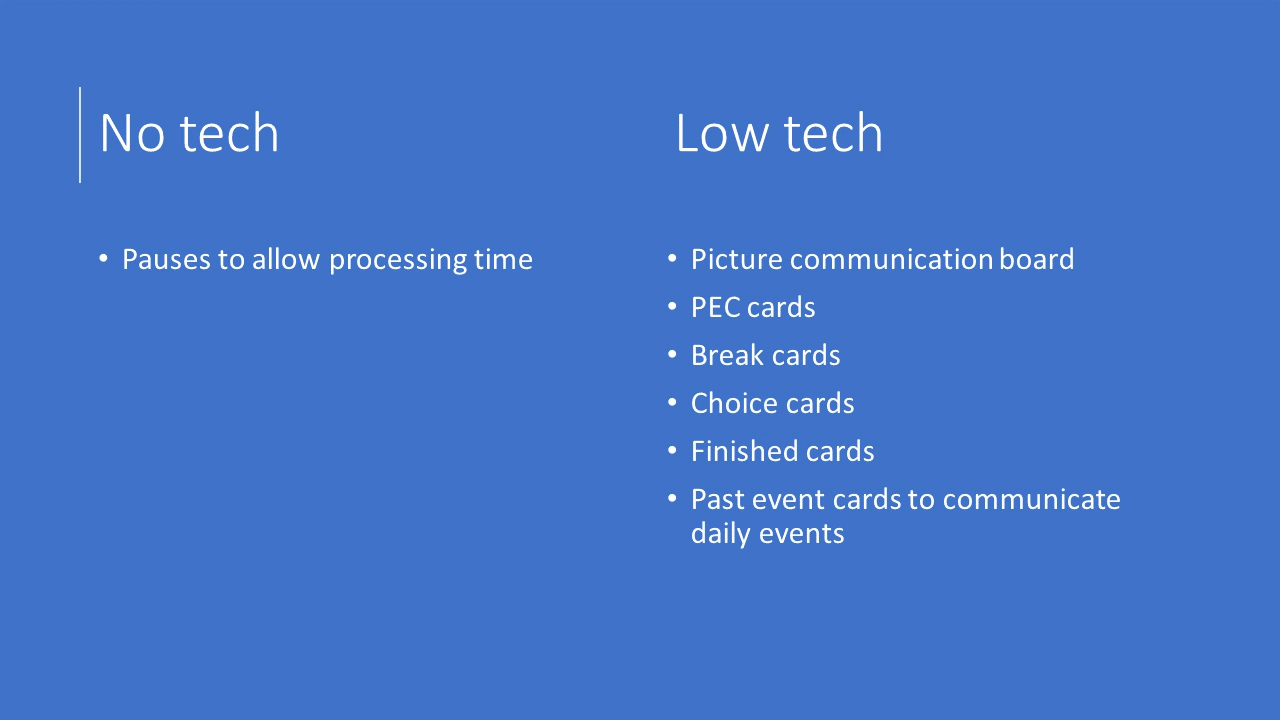 No tech
• Pauses to allow processing time
Low tech
• Picture communication board
• PEC cards
• Break cards
• Choice cards
• Finished cards
• Past event cards to communicate
daily events